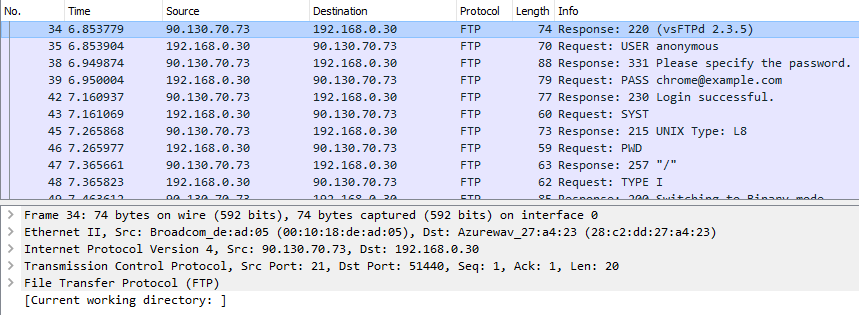 No. Time Source Destination Protocol Length Info
34 6.853779 90.130.70.73 192.168.0.30 FTP 74 Response: 220 (vsFTPd 2.3.5)
35 6.853904 192.168.0.30 90.130.70.73 FTP 70 Request: USER anonymous
38 6.949874 90.130.70.73 192.168.0.30 FTP 88 Response: 331 Please specify the password.
39 6.950004 192.168.0.30 90.130.70.73 FTP 79 Request: PASS chrome@example.com
42 7.160937 90.130.70.73 192.168.0.30 FTP 77 Response: 230 Login successful.
43 7.161069 192.168.0.30 90.130.70.73 FTP 60 Request: SYST
45 7.265868 90.130.70.73 192.168.0.30 FTP 73 Response: 215 UNIX Type: L8
46 7.265977 192.168.0.30 90.130.70.73 FTP 59 Request: PWD
47 7.365661 90.130.70.73 192.168.0.30 FTP 63 Response: 257 "/"
48 7.365823 192.168.0.30 90.130.70.73 FTP 62 Request: TYPE I
49 7.463612 90.130.70.73 192.168.0.30 FTP 85 Response: 200 Switching to Binary mode.
Frame 34: 74 bytes on wire (592 bits), 74 bytes captured (592 bits) on interface 0
Ethernet II, Src: Broadcom_de:ad:05 (00:10:18:de:ad:05), Dst: Azurewav_27:a4:23 (28:c2:dd:27:a4:23)
Internet Protocol Version 4, Src: 90.130.70.73, Dst: 192.168.0.30
Transmission Control Protocol, Src Port: 21, Dst Port: 51440, Seq: 1, Ack: 1, Len: 20
File Transfer Protocol (FTP)
[Current working directory: ]